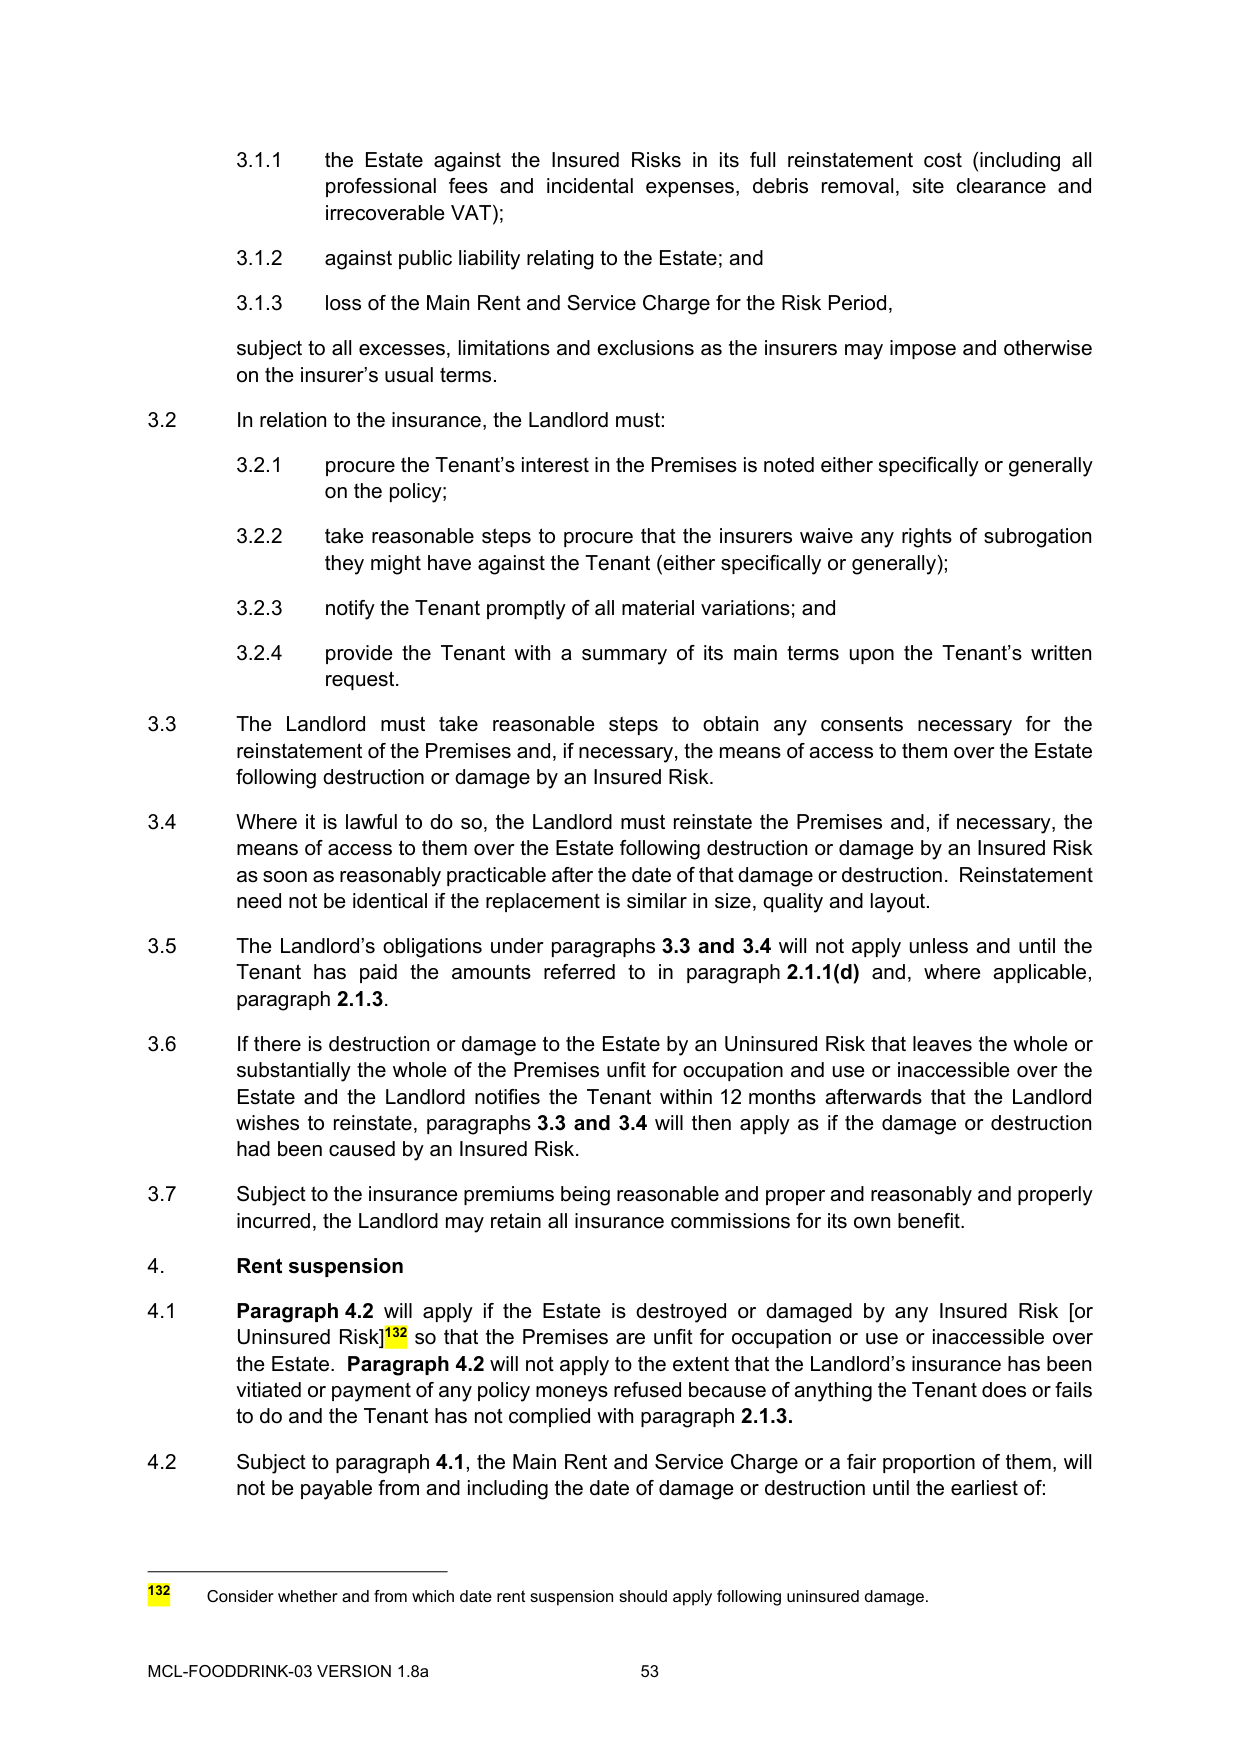 3.1.1 the Estate against the Insured Risks in its full reinstatement cost (including all
professional fees and incidental expenses, debris removal, site clearance and
irrecoverable VAT);
3.1.2 against public liability relating to the Estate; and
3.1.3 loss of the Main Rent and Service Charge for the Risk Period,
subject to all excesses, limitations and exclusions as the insurers may impose and otherwise
on the insurer’s usual terms.
3.2 In relation to the insurance, the Landlord must:
3.2.1 procure the Tenant’s interest in the Premises is noted either specifically or generally
on the policy;
3.2.2 take reasonable steps to procure that the insurers waive any rights of subrogation
they might have against the Tenant (either specifically or generally);
3.2.3 notify the Tenant promptly of all material variations; and
3.2.4 provide the Tenant with a summary of its main terms upon the Tenant’s written
request.
3.3 The Landlord must take reasonable steps to obtain any consents necessary for the
reinstatement of the Premises and, if necessary, the means of access to them over the Estate
following destruction or damage by an Insured Risk.
3.4 Where it is lawful to do so, the Landlord must reinstate the Premises and, if necessary, the
means of access to them over the Estate following destruction or damage by an Insured Risk
as soon as reasonably practicable after the date of that damage or destruction. Reinstatement
need not be identical if the replacement is similar in size, quality and layout.
3.5 The Landlord’s obligations under paragraphs 3.3 and 3.4 will not apply unless and until the
Tenant has paid the amounts referred to in paragraph 2.1.1(d) and, where applicable,
paragraph 2.1.3.
3.6 If there is destruction or damage to the Estate by an Uninsured Risk that leaves the whole or
substantially the whole of the Premises unfit for occupation and use or inaccessible over the
Estate and the Landlord notifies the Tenant within 12 months afterwards that the Landlord
wishes to reinstate, paragraphs 3.3 and 3.4 will then apply as if the damage or destruction
had been caused by an Insured Risk.
3.7 Subject to the insurance premiums being reasonable and proper and reasonably and properly
incurred, the Landlord may retain all insurance commissions for its own benefit.
4. Rent suspension
4.1 Paragraph 4.2 will apply if the Estate is destroyed or damaged by any Insured Risk [or
Uninsured Risk]132 so that the Premises are unfit for occupation or use or inaccessible over
the Estate. Paragraph 4.2 will not apply to the extent that the Landlord’s insurance has been
vitiated or payment of any policy moneys refused because of anything the Tenant does or fails
to do and the Tenant has not complied with paragraph 2.1.3.
4.2 Subject to paragraph 4.1, the Main Rent and Service Charge or a fair proportion of them, will
not be payable from and including the date of damage or destruction until the earliest of:
132 Consider whether and from which date rent suspension should apply following uninsured damage.
MCL-FOODDRINK-03 VERSION 1.8a 53